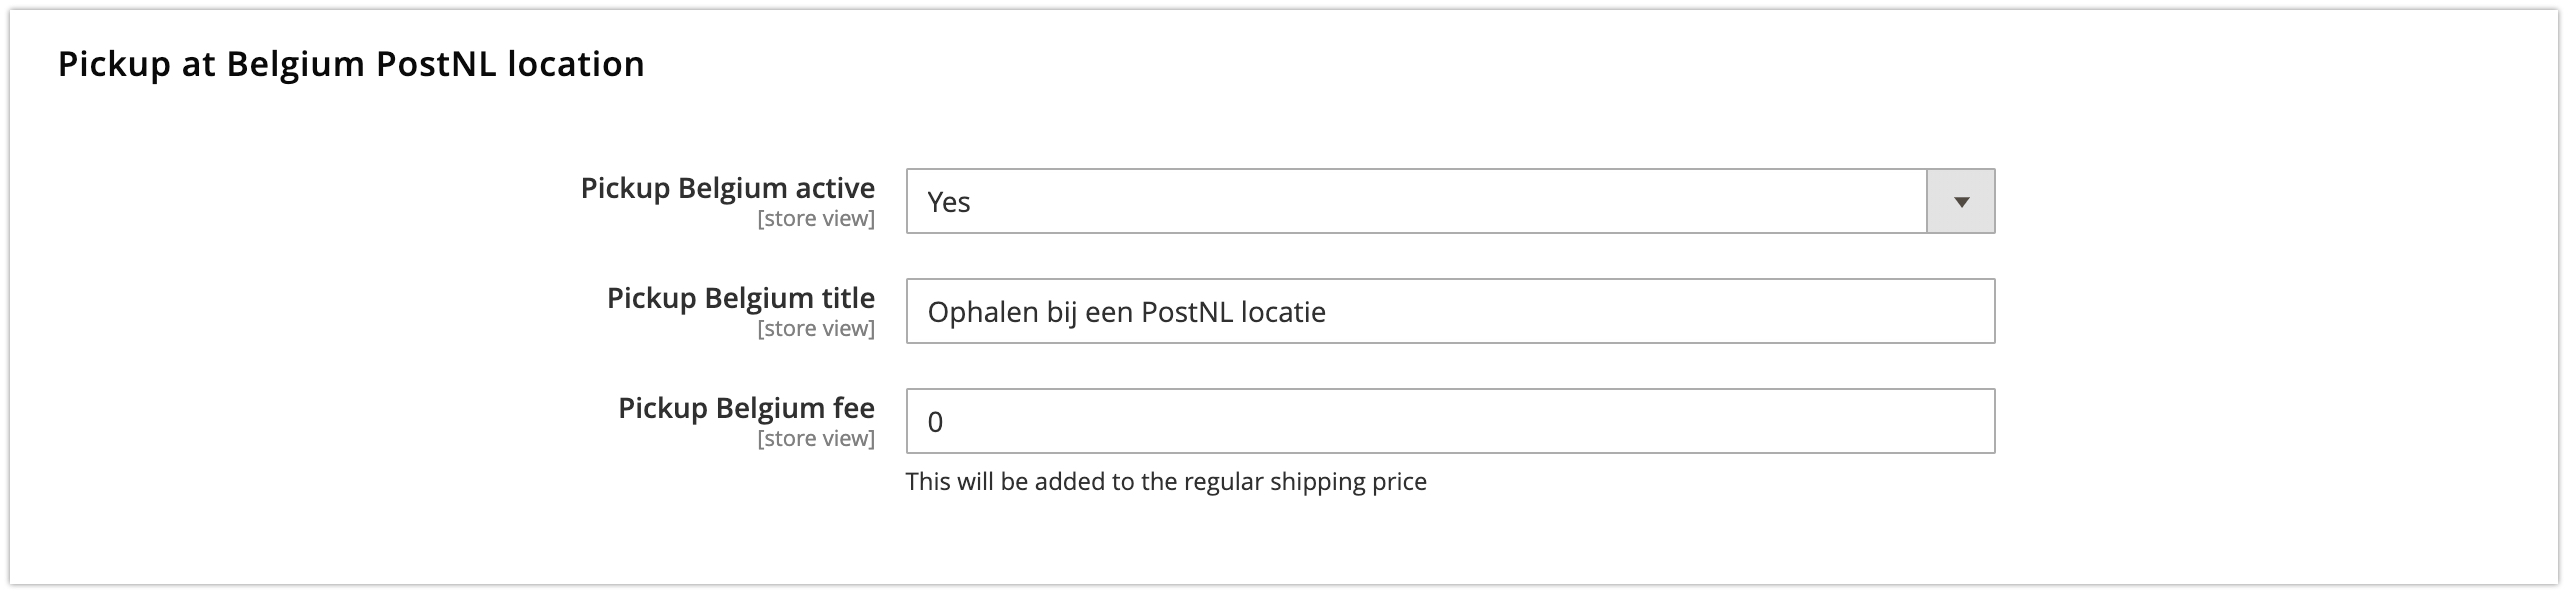 Pickup at Belgium PostNL location
Pickup Belgium active
[store view]
Yes
Pickup Belgium title
[store view]
Ophalen bij een PostNL locatie
Pickup Belgium fee
[store view]
0
This will be added to the regular shipping price